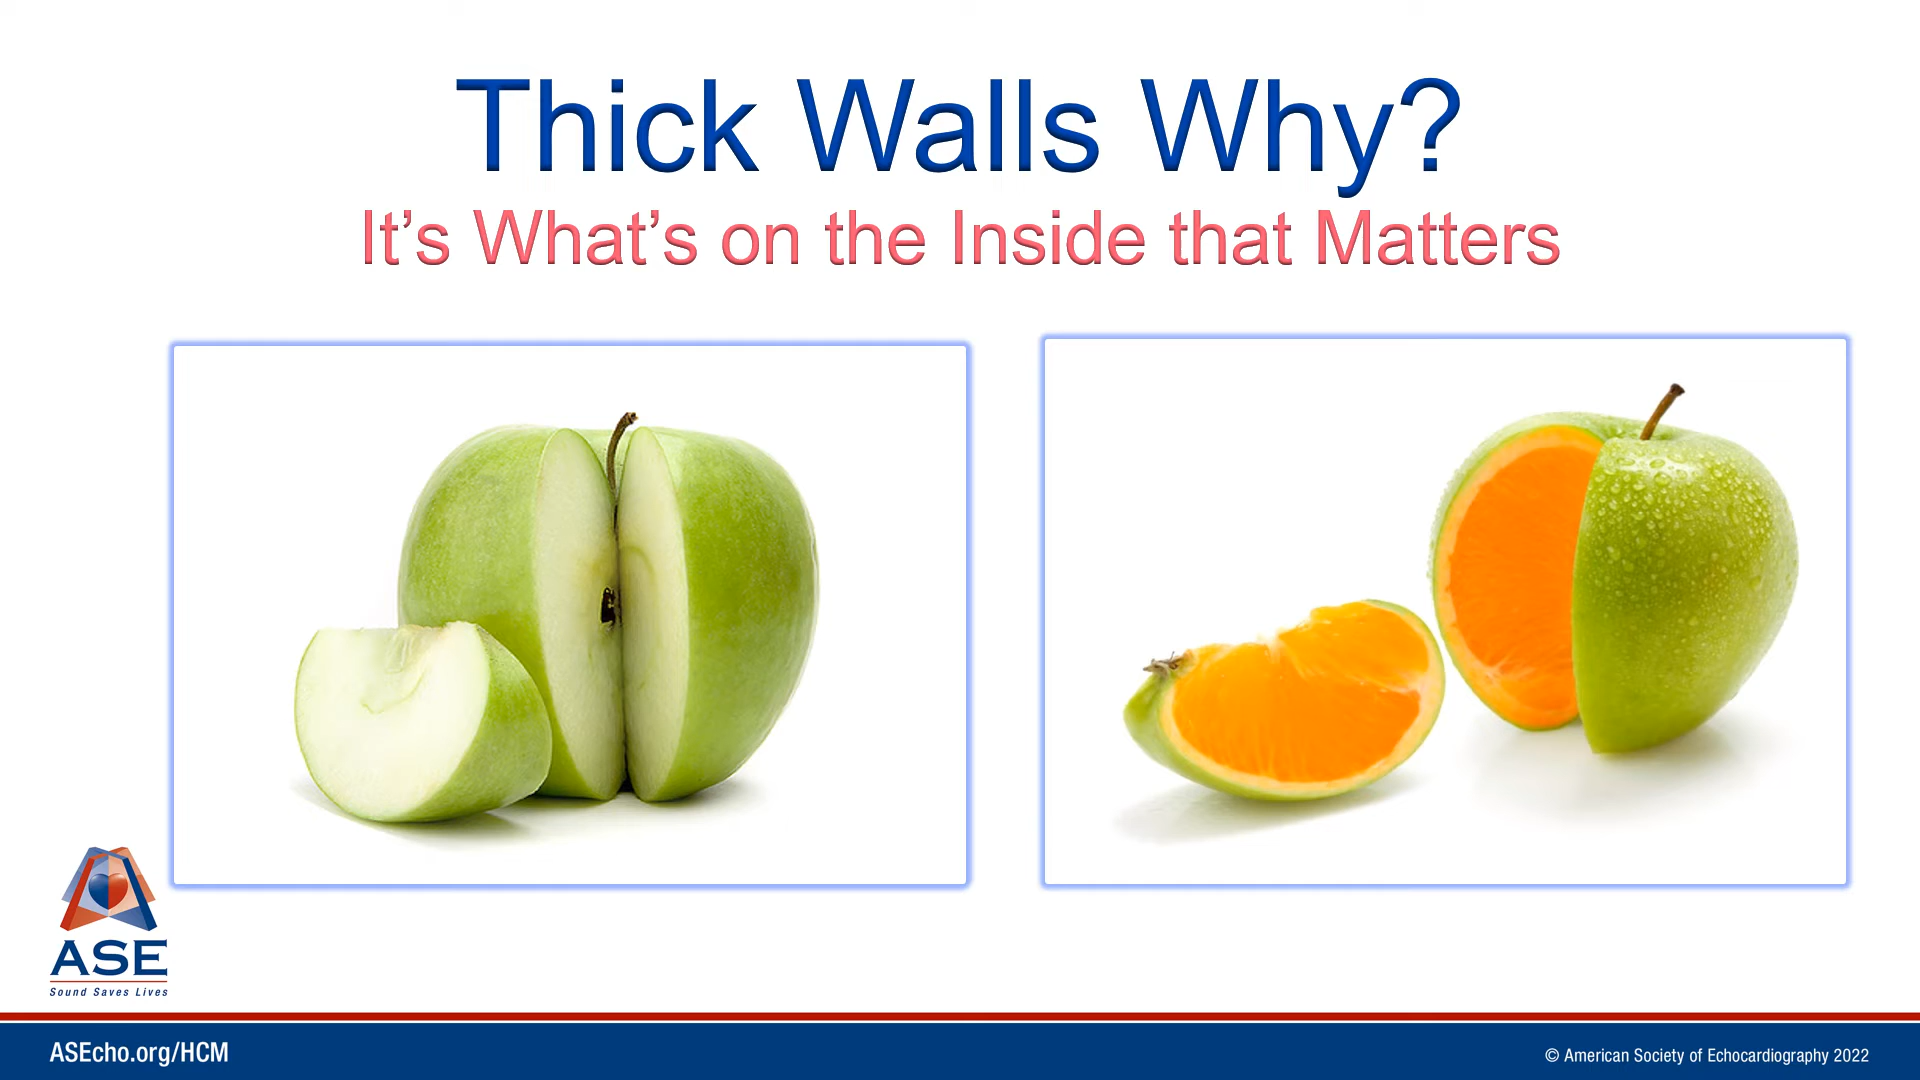 Thick Walls Why?
It’s What’s on the Inside that Matters
ASE
Sound Saves Lives
ASEcho.org/HCM
© American Society of Echocardiography 2022